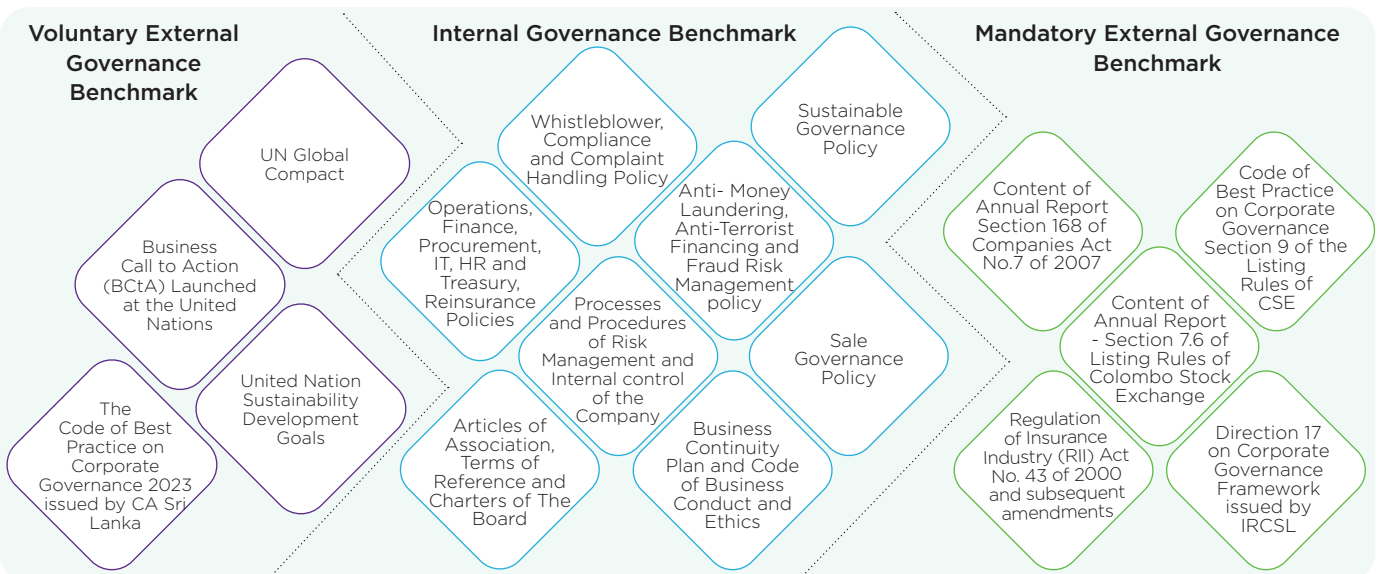 Voluntary External
Governance
Benchmark
UN Global
Compact
Business
Call to Action
(BCtA) Launched
at the United
Nations
United Nation
Sustainability
Development
Goals
The
Code of Best
Practice on
Corporate
Governance 2023
issued by CA Sri
Lanka
Internal Governance Benchmark
Whistleblower,
Compliance
and Complaint
Handling Policy
Sustainable
Governance
Policy
Operations,
Finance,
Procurement,
IT, HR and
Treasury,
Reinsurance
Policies
Anti- Money
Laundering,
Anti-Terrorist
Financing and
Fraud Risk
Management
policy
Processes
and Procedures
of Risk
Management and
Internal control
of the
Company
Sale
Governance
Policy
Articles of
Association,
Terms of
Reference and
Charters of The
Board
Business
Continuity
Plan and Code
of Business
Conduct and
Ethics
Mandatory External Governance
Benchmark
Content of
Annual Report
Section 168 of
Companies Act
No.7 of 2007
Code of
Best Practice
on Corporate
Governance
Section 9 of the
Listing
Rules of
CSE
Content of
Annual Report
- Section 7.6 of
Listing Rules of
Colombo Stock
Exchange
Regulation
of Insurance
Industry (RII) Act
No. 43 of 2000
and subsequent
amendments
Direction 17
on Corporate
Governance
Framework
issued by
IRCSL